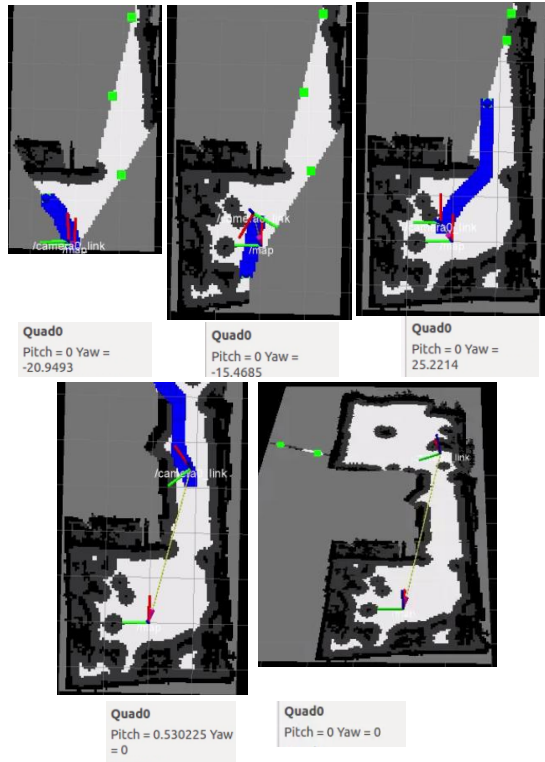 /camera0_link
/map
/camera0_link
/map
/camera0_link
/map
Quad0
Pitch = 0 Yaw =
-20.9493
Quad0
Pitch = 0 Yaw =
-15.4685
Quad0
Pitch = 0 Yaw =
25.2214
/camera0_link
link
Quad0
Pitch = 0.530225 Yaw
= 0
Quad0
Pitch = 0 Yaw = 0